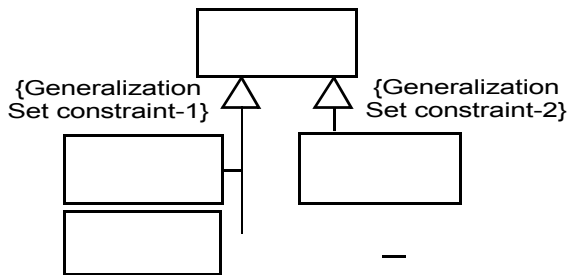 {Generalization
Set constraint-1}
{Generalization
Set constraint-2}